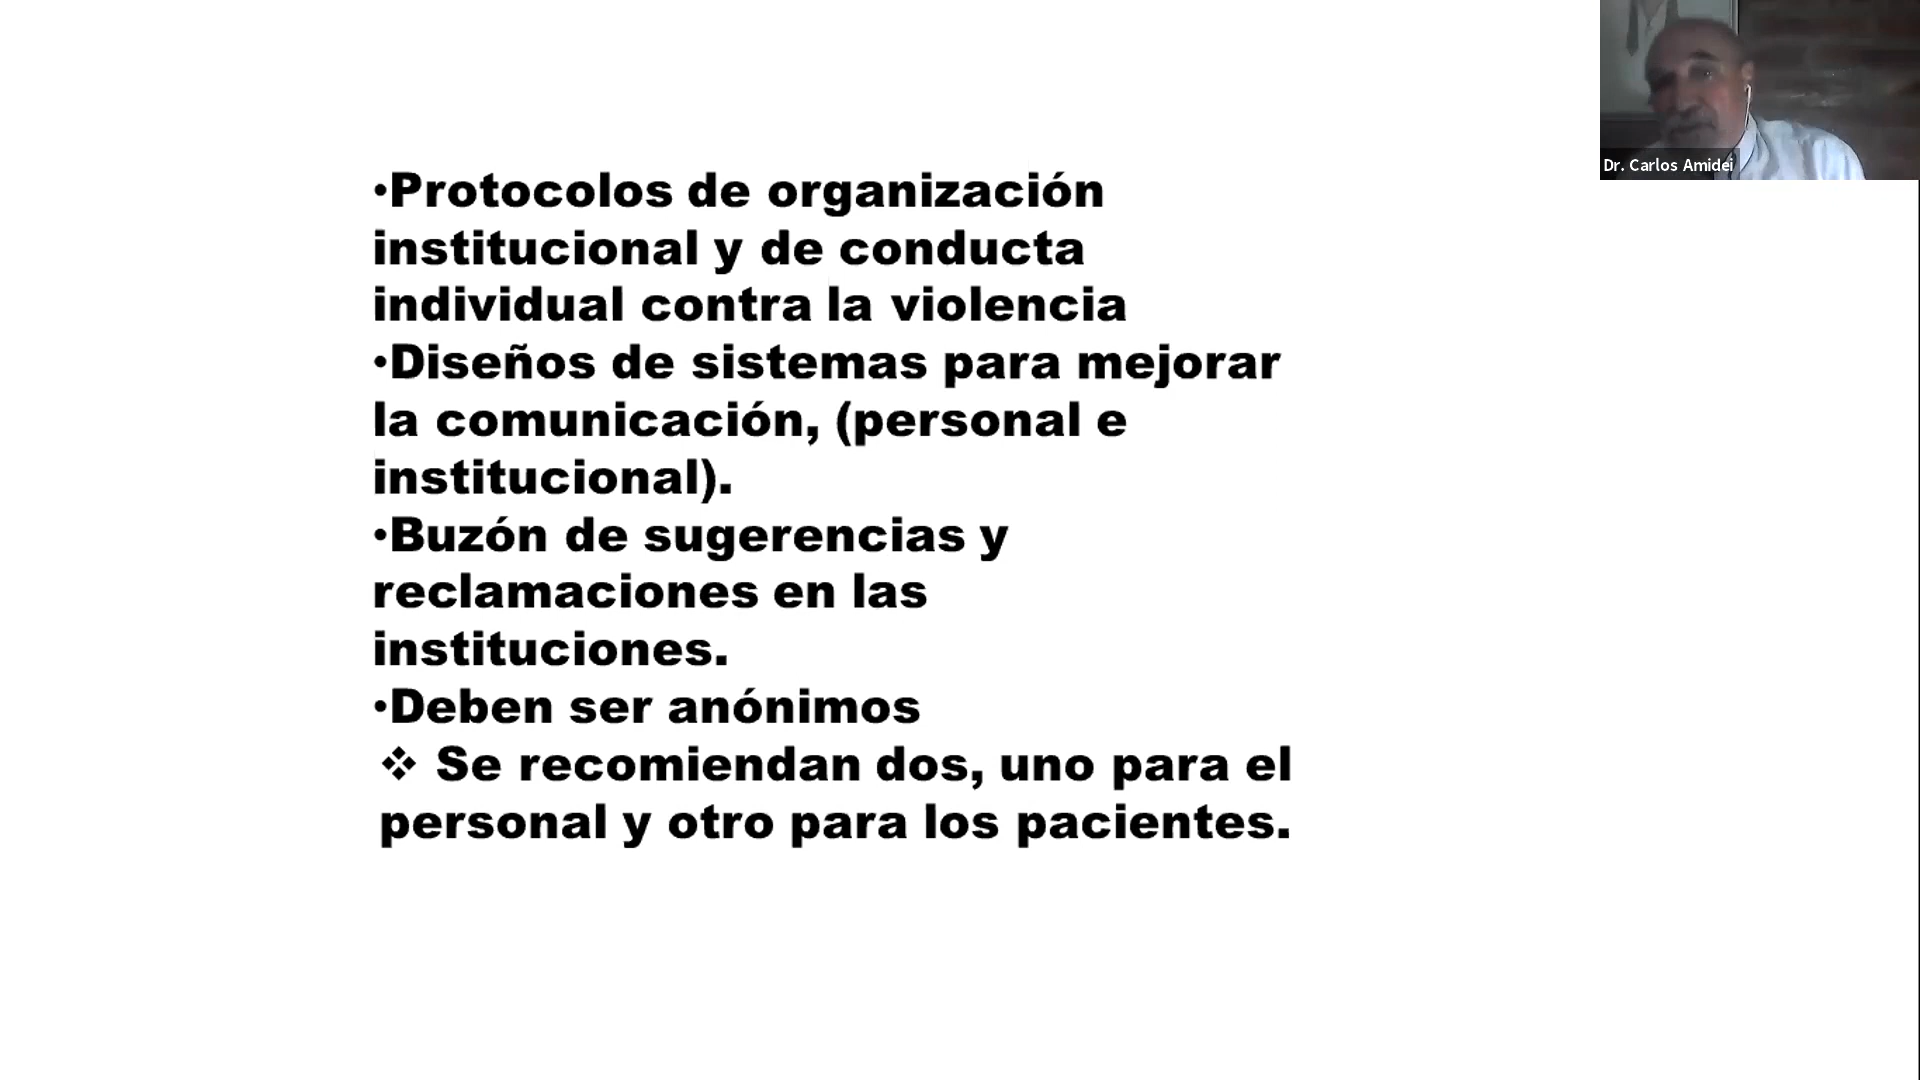 Dr. Carlos Amidei
•Protocolos de organización
institucional y de conducta
individual contra la violencia
•Diseños de sistemas para mejorar
la comunicación, (personal e
institucional).
•Buzón de sugerencias y
reclamaciones en las
instituciones.
•Deben ser anónimos
❖ Se recomiendan dos, uno para el
personal y otro para los pacientes.